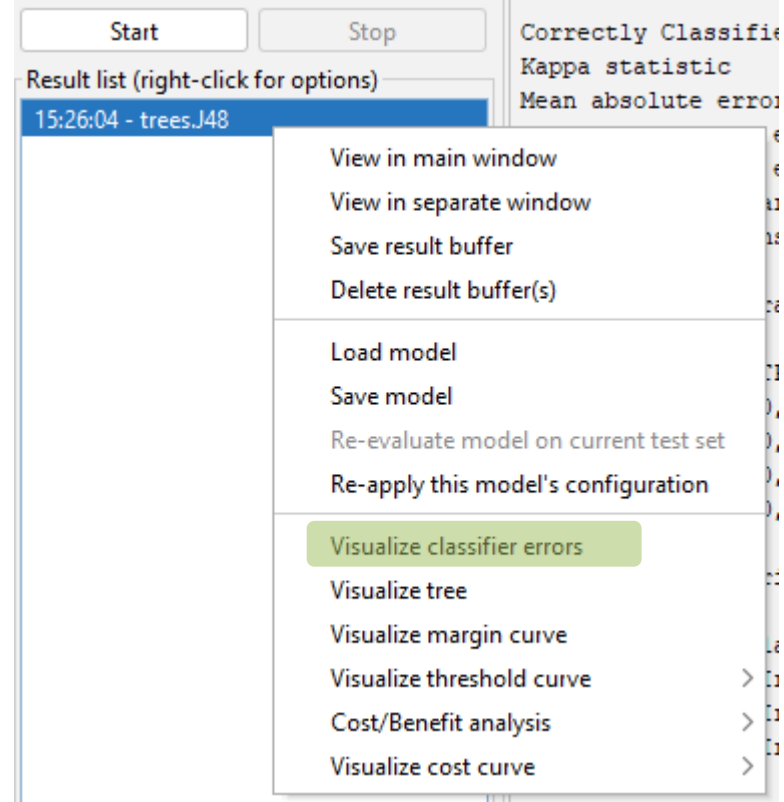 Start
Stop
Result list (right-click for options)
15:26:04 - trees.J48
Correctly
Kappa statistic
Mean absolute
View in main window
View in separate window
Save result buffer
Delete result buffer(s)
Load model
Save model
Re-evaluate model on current test set
Re-apply this model's configuration
Visualize classifier errors
Visualize tree
Visualize margin curve
Visualize threshold curve
Cost/Benefit analysis
Visualize cost curve